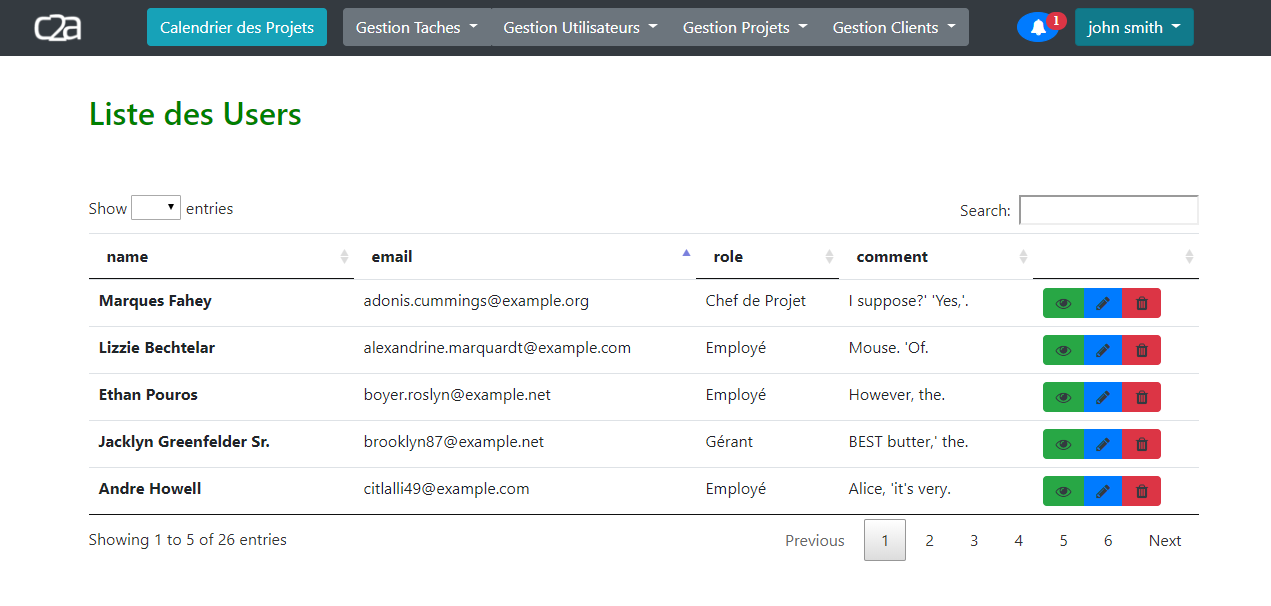 c2a Calendrier des Projets Gestion Taches Gestion Utilisateurs Gestion Projets Gestion Clients 1 john smith
Liste des Users
Show entries Search:
name email role comment
Marques Fahey adonis.cummings@example.org Chef de Projet I suppose?' 'Yes,'.
Lizzie Bechtelar alexandrine.marquardt@example.com Employé Mouse. 'Of.
Ethan Pouros boyer.roslyn@example.net Employé However, the.
Jacklyn Greenfelder Sr. brooklyn87@example.net Gérant BEST butter,' the.
Andre Howell citlalli49@example.com Employé Alice, 'it's very.
Showing 1 to 5 of 26 entries Previous 1 2 3 4 5 6 Next